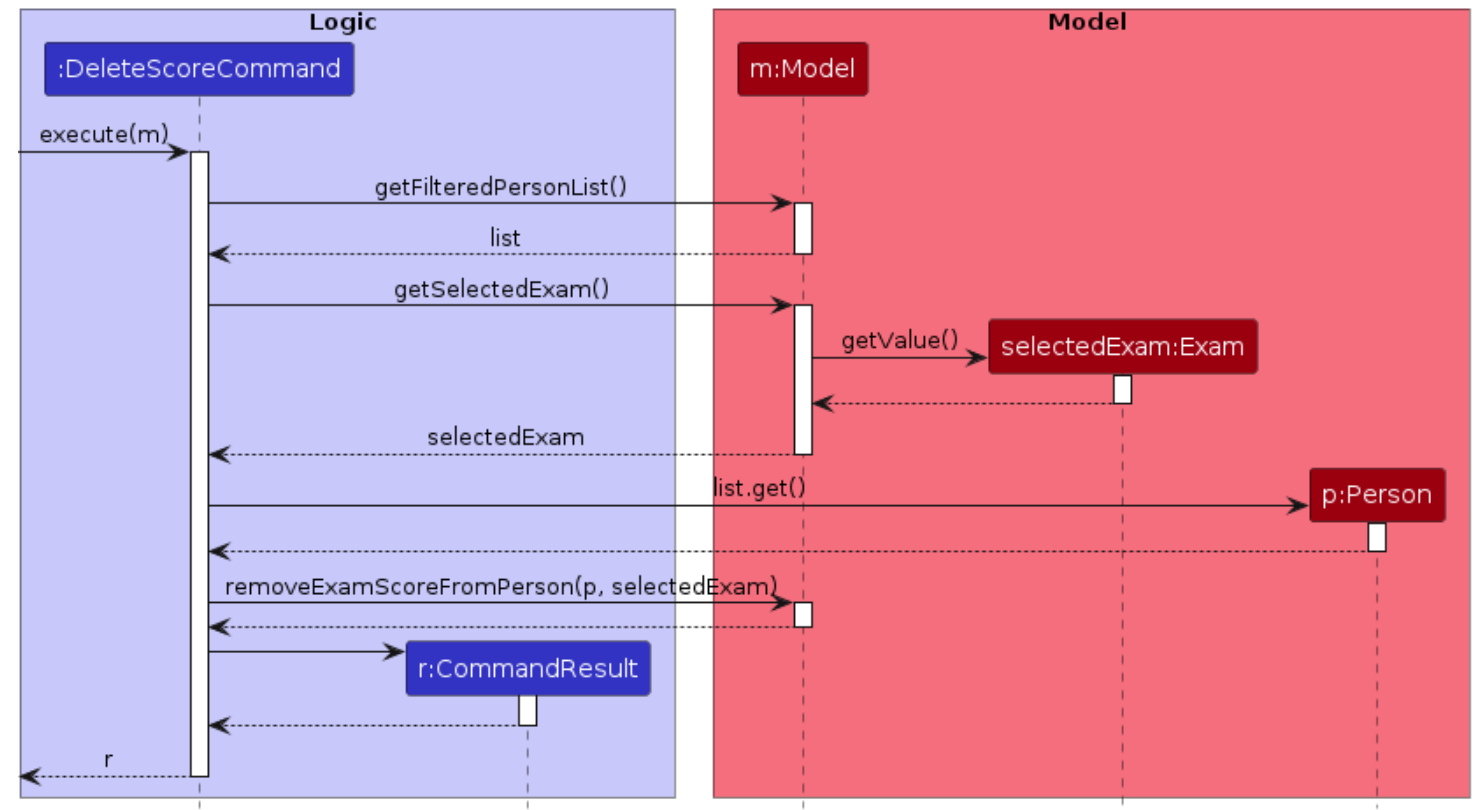 Logic
Model
:DeleteScoreCommand
m:Model
execute(m)
getFilteredPersonList()
list
getSelectedExam()
getValue()
selectedExam:Exam
selectedExam
list.get()
p:Person
removeExamScoreFromPerson(p, selectedExam)
r:CommandResult
r